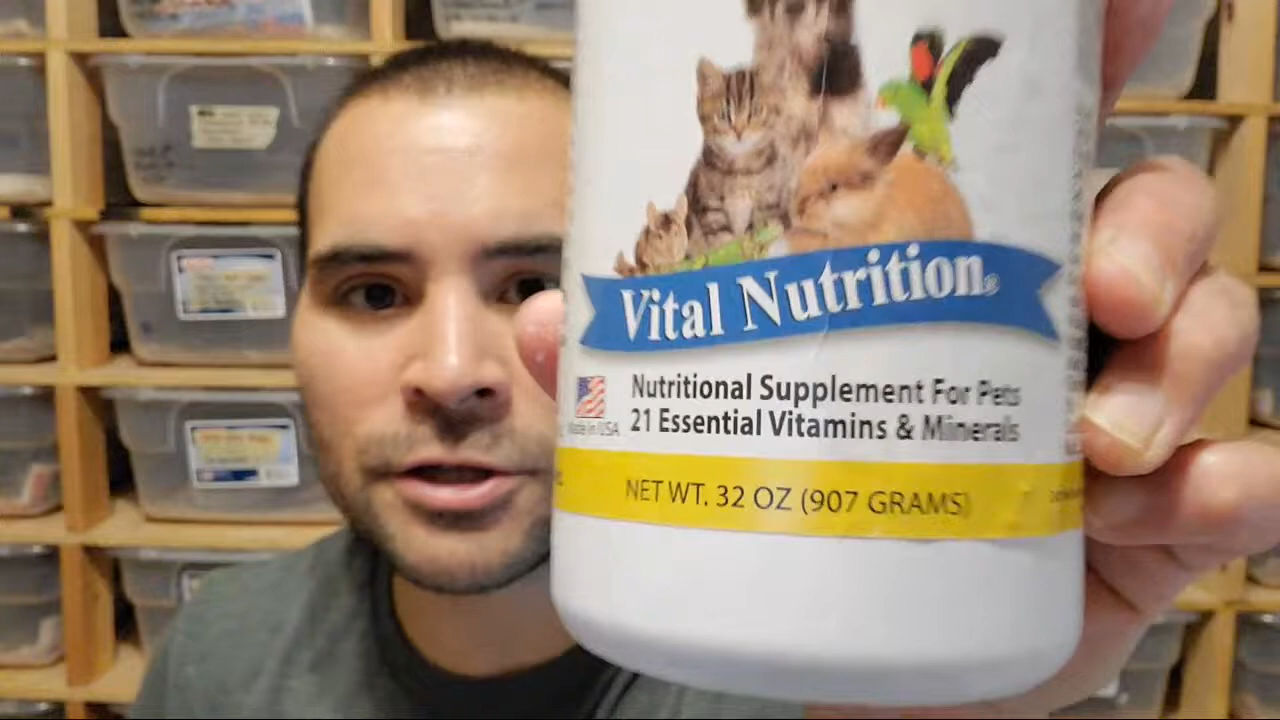 Vital Nutrition®
Nutritional Supplement For Pets
Made In USA
21 Essential Vitamins & Minerals
NET WT. 32 OZ (907 GRAMS)